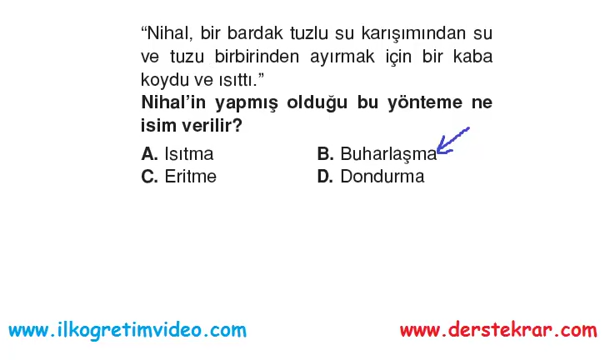 “Nihal, bir bardak tuzlu su karışımından su
ve tuzu birbirinden ayırmak için bir kaba
koydu ve ısıttı.”
Nihal’in yapmış olduğu bu yönteme ne
isim verilir?
A. Isıtma B. Buharlaşma
C. Eritme D. Dondurma
www.ilkogretimvideo.com www.derstekrar.com